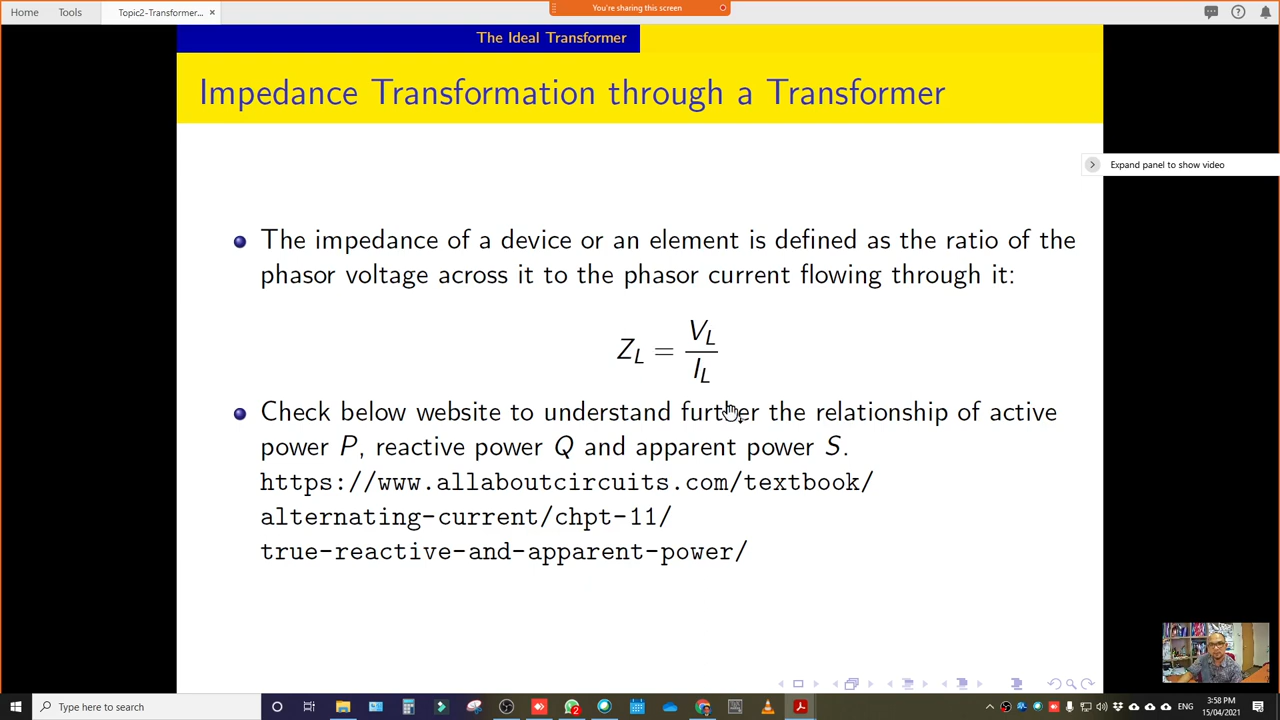 Home Tools Topic2-Transformer... ×
You're sharing this screen
The Ideal Transformer
Impedance Transformation through a Transformer
Expand panel to show video
The impedance of a device or an element is defined as the ratio of the
phasor voltage across it to the phasor current flowing through it:
Z_L = V_L / I_L
Check below website to understand further the relationship of active
power P, reactive power Q and apparent power S.
https://www.allaboutcircuits.com/textbook/
alternating-current/chpt-11/
true-reactive-and-apparent-power/
Type here to search
2
ENG
3:58 PM
15/04/2021